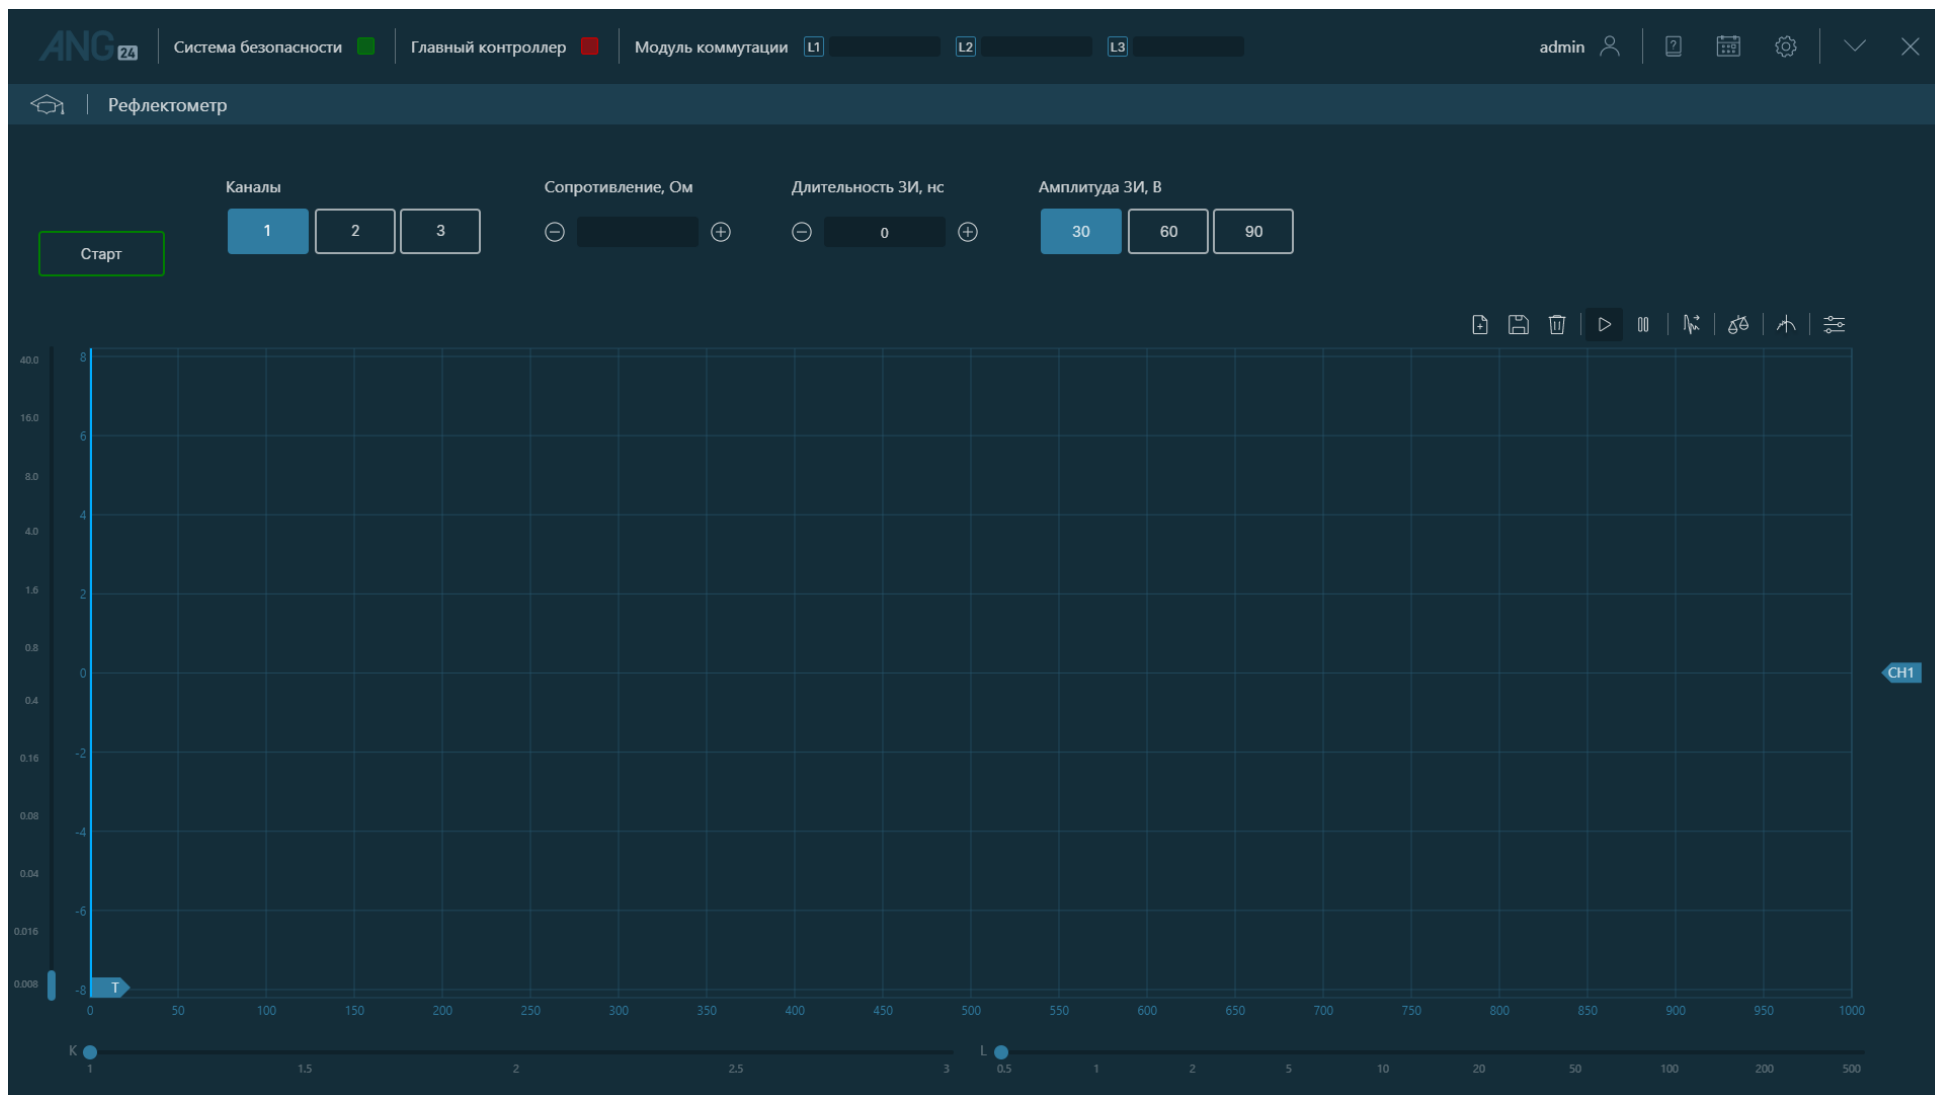 ANG 24 Система безопасности Главный контроллер Модуль коммутации L1 L2 L3 admin
Рефлектометр
Каналы Сопротивление, Ом Длительность ЗИ, нс Амплитуда ЗИ, В
1 2 3 0 30 60 90
Старт
40.0 8
16.0 6
8.0
4
4.0
1.6 2
0.8
0 CH1
0.4
0.16 -2
0.08
-4
0.04
-6
0.016
0.008 -8 T
0 50 100 150 200 250 300 350 400 450 500 550 600 650 700 750 800 850 900 950 1000
K L
1 1.5 2 2.5 3 0.5 1 2 5 10 20 50 100 200 500